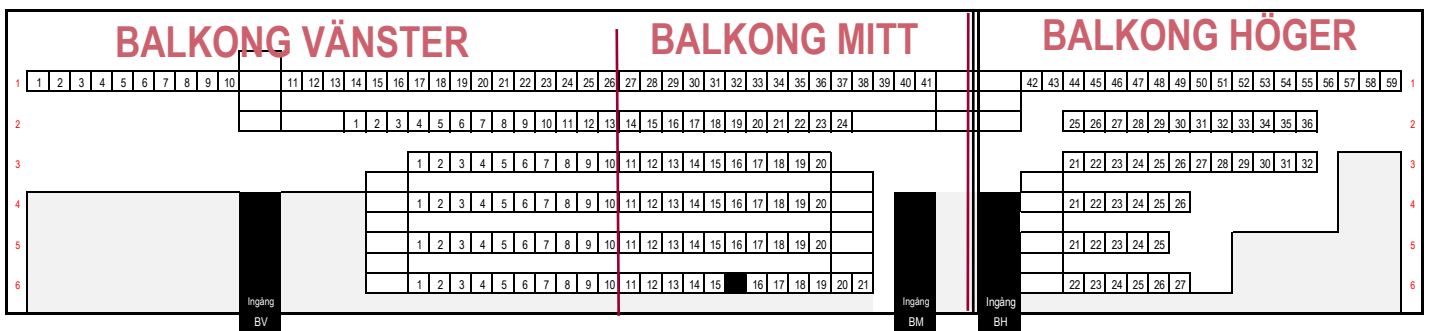 BALKONG VÄNSTER BALKONG MITT BALKONG HÖGER
1 1 2 3 4 5 6 7 8 9 10 11 12 13 14 15 16 17 18 19 20 21 22 23 24 25 26 27 28 29 30 31 32 33 34 35 36 37 38 39 40 41 42 43 44 45 46 47 48 49 50 51 52 53 54 55 56 57 58 59 1
2 1 2 3 4 5 6 7 8 9 10 11 12 13 14 15 16 17 18 19 20 21 22 23 24 25 26 27 28 29 30 31 32 33 34 35 36 2
3 1 2 3 4 5 6 7 8 9 10 11 12 13 14 15 16 17 18 19 20 21 22 23 24 25 26 27 28 29 30 31 32 3
4 1 2 3 4 5 6 7 8 9 10 11 12 13 14 15 16 17 18 19 20 21 22 23 24 25 26 4
5 1 2 3 4 5 6 7 8 9 10 11 12 13 14 15 16 17 18 19 20 21 22 23 24 25 5
6 1 2 3 4 5 6 7 8 9 10 11 12 13 14 15 16 17 18 19 20 21 22 23 24 25 26 27 6
Ingång Ingång Ingång
BV BM BH